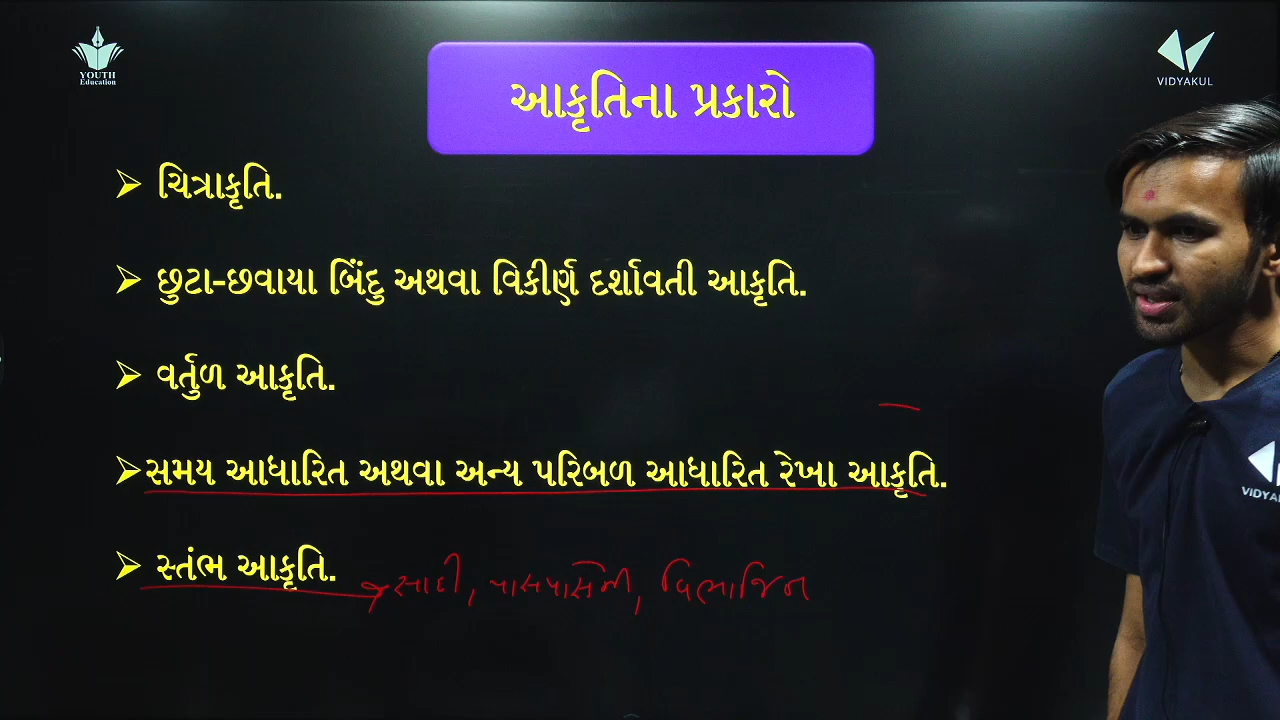 YOUTH
Education
VIDYAKUL
આકૃતિના પ્રકારો
➢ ચિત્રાકૃતિ.
➢ છુટા-છવાયા બિંદુ અથવા વિકીર્ણ દર્શાવતી આકૃતિ.
➢ વર્તુળ આકૃતિ.
➢ સમય આધારિત અથવા અન્ય પરિબળ આધારિત રેખા આકૃતિ.
➢ સ્તંભ આકૃતિ. સાદી, પાસપાસેની, વિભાજિત